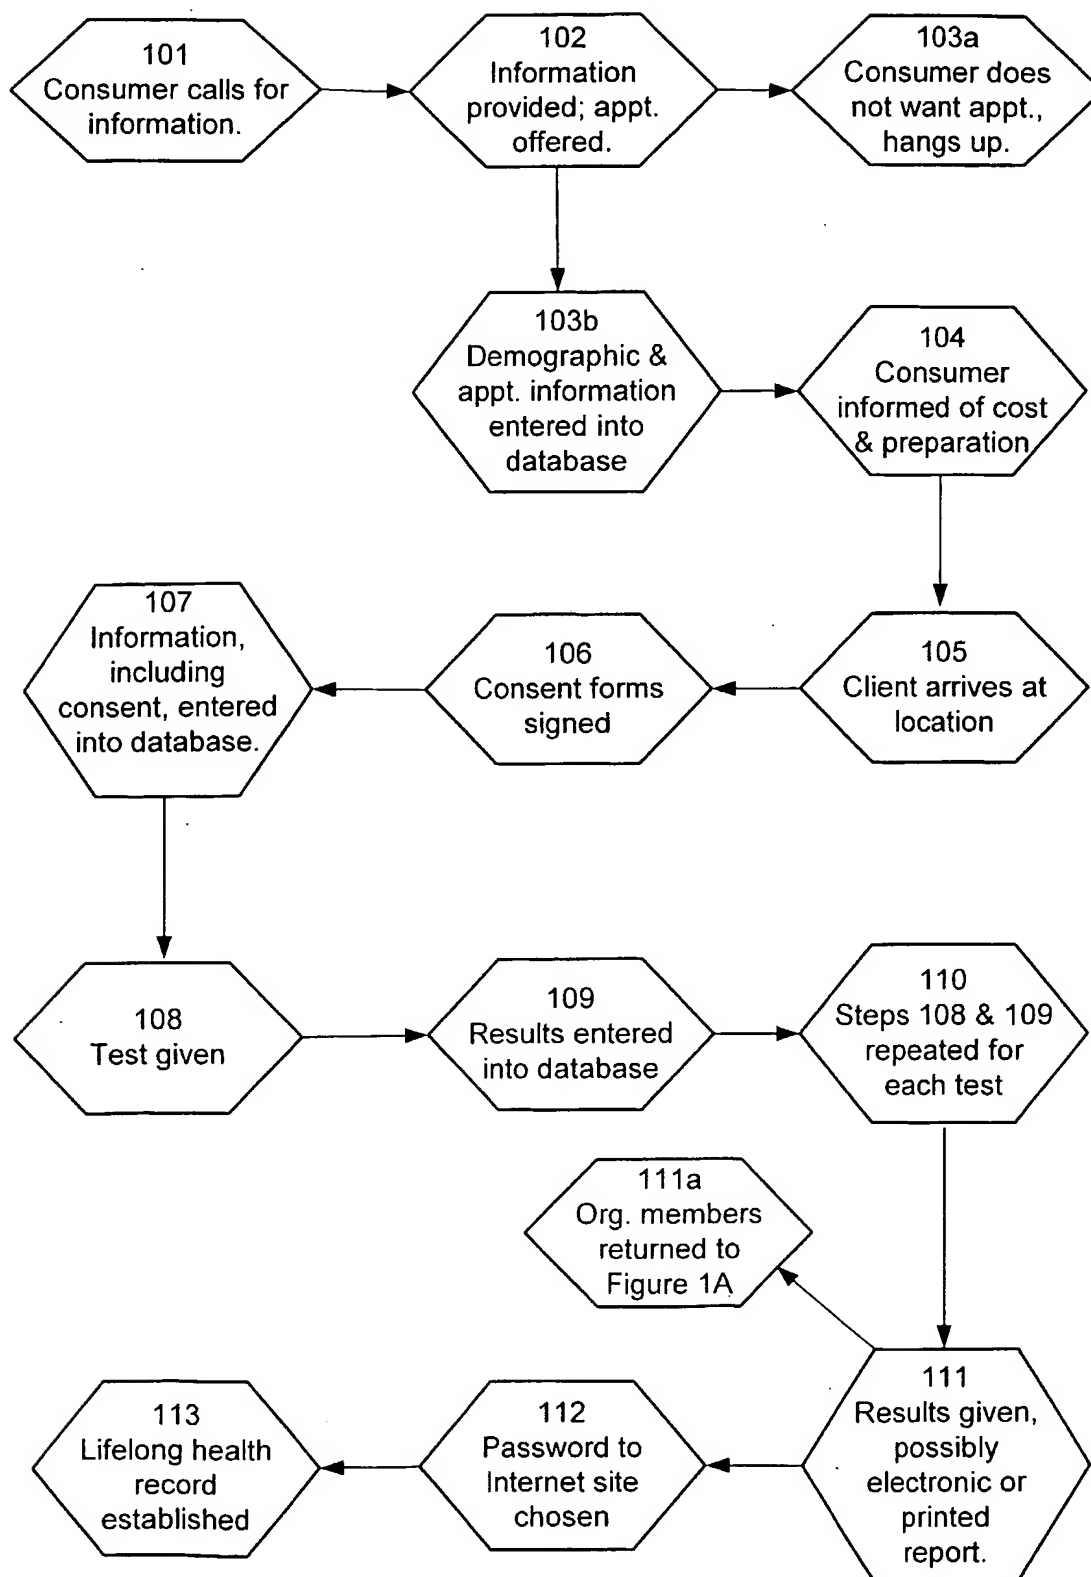 101
Consumer calls for
information.
102
Information
provided; appt.
offered.
103a
Consumer does
not want appt.,
hangs up.
103b
Demographic &
appt. information
entered into
database
104
Consumer
informed of cost
& preparation
105
Client arrives at
location
106
Consent forms
signed
107
Information,
including
consent, entered
into database.
108
Test given
109
Results entered
into database
110
Steps 108 & 109
repeated for
each test
111
Results given,
possibly
electronic or
printed
report.
111a
Org. members
returned to
Figure 1A
112
Password to
Internet site
chosen
113
Lifelong health
record
established